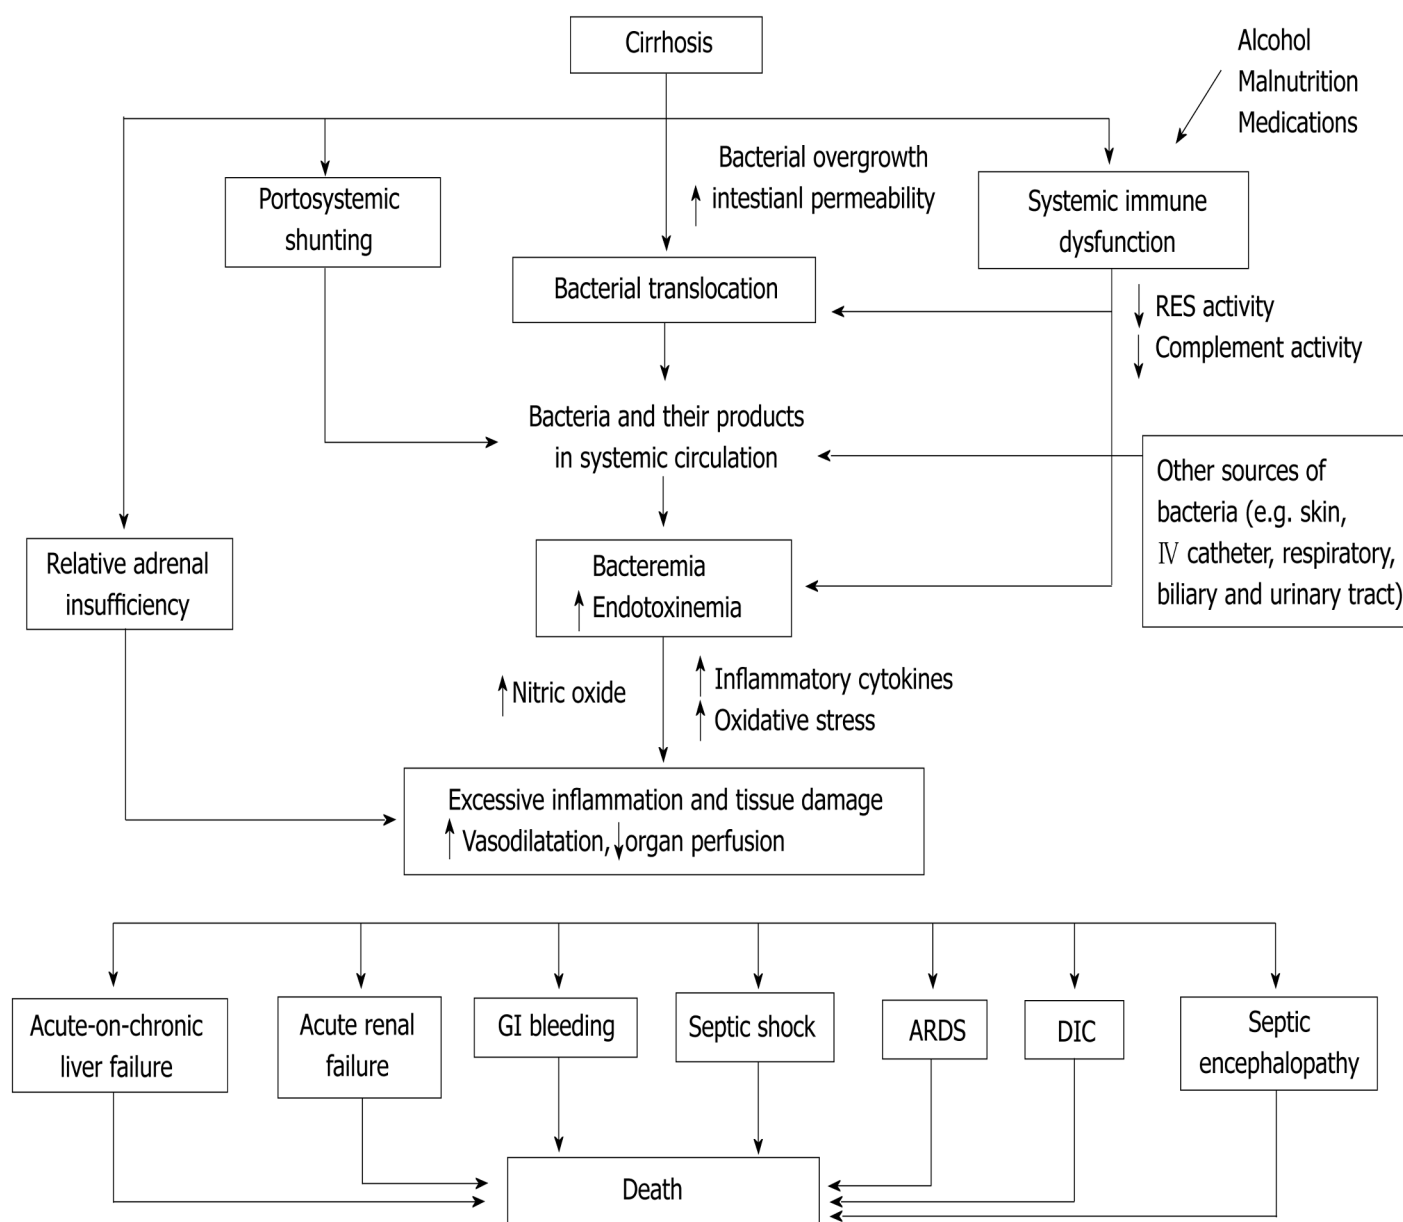 Cirrhosis
Alcohol
Malnutrition
Medications
Bacterial overgrowth
↑ intestianl permeability
Portosystemic
shunting
Systemic immune
dysfunction
Bacterial translocation
↓ RES activity
↓ Complement activity
Bacteria and their products
in systemic circulation
Other sources of
bacteria (e.g. skin,
Ⅳ catheter, respiratory,
biliary and urinary tract)
Relative adrenal
insufficiency
Bacteremia
↑ Endotoxinemia
↑ Nitric oxide
↑ Inflammatory cytokines
↑ Oxidative stress
Excessive inflammation and tissue damage
↑ Vasodilatation, ↓ organ perfusion
Acute-on-chronic
liver failure
Acute renal
failure
GI bleeding
Septic shock
ARDS
DIC
Septic
encephalopathy
Death